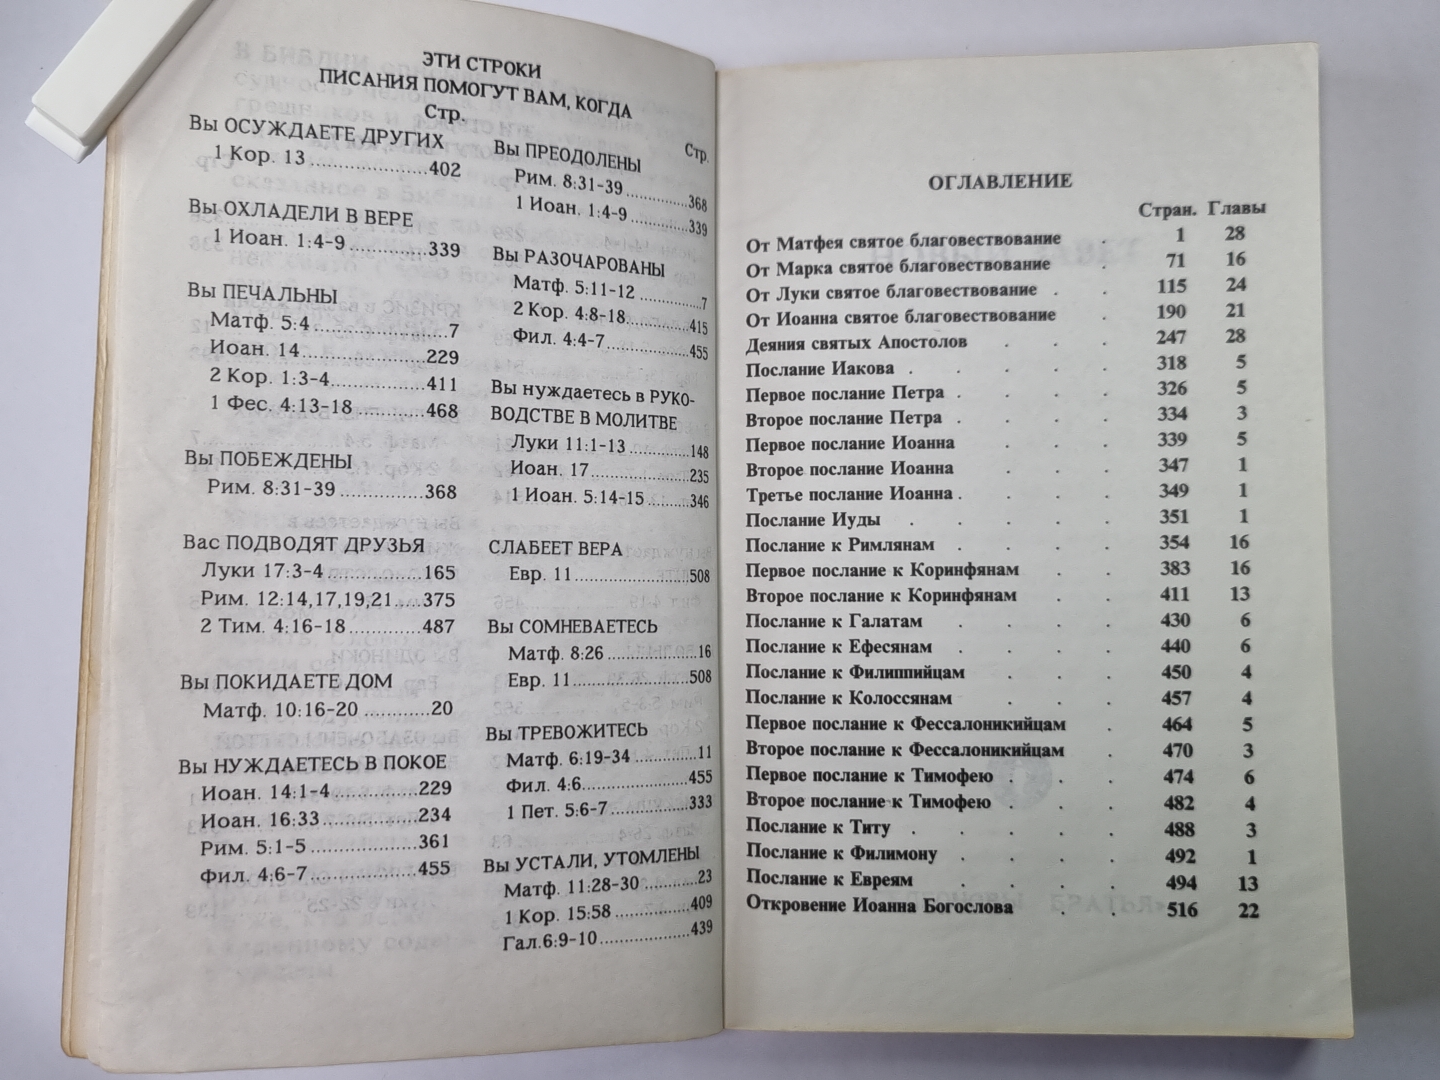 ЭТИ СТРОКИ
ПИСАНИЯ ПОМОГУТ ВАМ, КОГДА
Стр.
Вы ОСУЖДАЕТЕ ДРУГИХ
1 Кор. 13 ....................402
Вы ОХЛАДЕЛИ В ВЕРЕ
1 Иоан. 1:4-9 ..............339
Вы ПЕЧАЛЬНЫ
Матф. 5:4 .......................7
Иоан. 14 ......................229
2 Кор. 1:3-4................411
1 Фес. 4:13-18 ...........468
Вы ПОБЕЖДЕНЫ
Рим. 8:31-39 ...............368
Вас ПОДВОДЯТ ДРУЗЬЯ
Луки 17:3-4 ................165
Рим. 12:14,17,19,21.....375
2 Тим. 4:16-18 .............487
Вы ПОКИДАЕТЕ ДОМ
Матф. 10:16-20 ............20
Вы НУЖДАЕТЕСЬ В ПОКОЕ
Иоан. 14:1-4 ...............229
Иоан. 16:33.................234
Рим. 5:1-5 ...................361
Фил. 4:6-7 ..................455
Стр.
Вы ПРЕОДОЛЕНЫ
Рим. 8:31-39 ..............368
1 Иоан. 1:4-9 .............339
Вы РАЗОЧАРОВАНЫ
Матф. 5:11-12 ..............7
2 Кор. 4:8-18..............415
Фил. 4:4-7 .................455
Вы нуждаетесь в РУКО-
ВОДСТВЕ В МОЛИТВЕ
Луки 11:1-13 ..............148
Иоан. 17 .....................235
1 Иоан. 5:14-15 ..........346
СЛАБЕЕТ ВЕРА
Евр. 11 .......................508
Вы СОМНЕВАЕТЕСЬ
Матф. 8:26 ...................16
Евр. 11 .......................508
Вы ТРЕВОЖИТЕСЬ
Матф. 6:19-34 ..............11
Фил. 4:6......................455
1 Пет. 5:6-7 ................333
Вы УСТАЛИ, УТОМЛЕНЫ
Матф. 11:28-30 ............23
1 Кор. 15:58 ................409
Гал.6:9-10 ...................439
ОГЛАВЛЕНИЕ
Стран. Главы
От Матфея святое благовествование . 1 28
От Марка святое благовествование . 71 16
От Луки святое благовествование . . 115 24
От Иоанна святое благовествование . 190 21
Деяния святых Апостолов . . . 247 28
Послание Иакова . . . . . 318 5
Первое послание Петра . . . . 326 5
Второе послание Петра . . . . 334 3
Первое послание Иоанна . . . 339 5
Второе послание Иоанна . . . 347 1
Третье послание Иоанна . . . . 349 1
Послание Иуды . . . . . 351 1
Послание к Римлянам . . . . 354 16
Первое послание к Коринфянам . . 383 16
Второе послание к Коринфянам . . 411 13
Послание к Галатам . . . . 430 6
Послание к Ефесянам . . . . 440 6
Послание к Филиппийцам . . . 450 4
Послание к Колоссянам . . . 457 4
Первое послание к Фессалоникийцам . 464 5
Второе послание к Фессалоникийцам . 470 3
Первое послание к Тимофею . . . 474 6
Второе послание к Тимофею . . . 482 4
Послание к Титу . . . . . 488 3
Послание к Филимону . . . . 492 1
Послание к Евреям . . . . 494 13
Откровение Иоанна Богослова . . 516 22